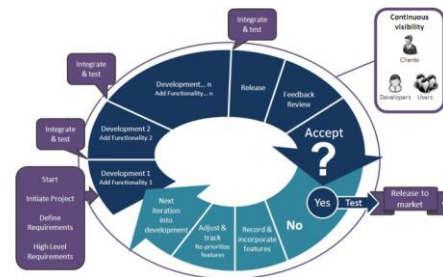 Continuous
visibility
Clients
Developers
Users
Integrate
& test
Integrate
& test
Integrate
& test
Development... n
Add Functionality... n
Release
Feedback
Review
Development 2
Add Functionality 2
Development 1
Add Functionality 1
Accept
?
Yes
Test
Release to
market
No
Record &
incorporate
features
Adjust &
track
Re-prioritize
features
Next
iteration
into
development
Start
Initiate Project
Define
Requirements
High Level
Requirements